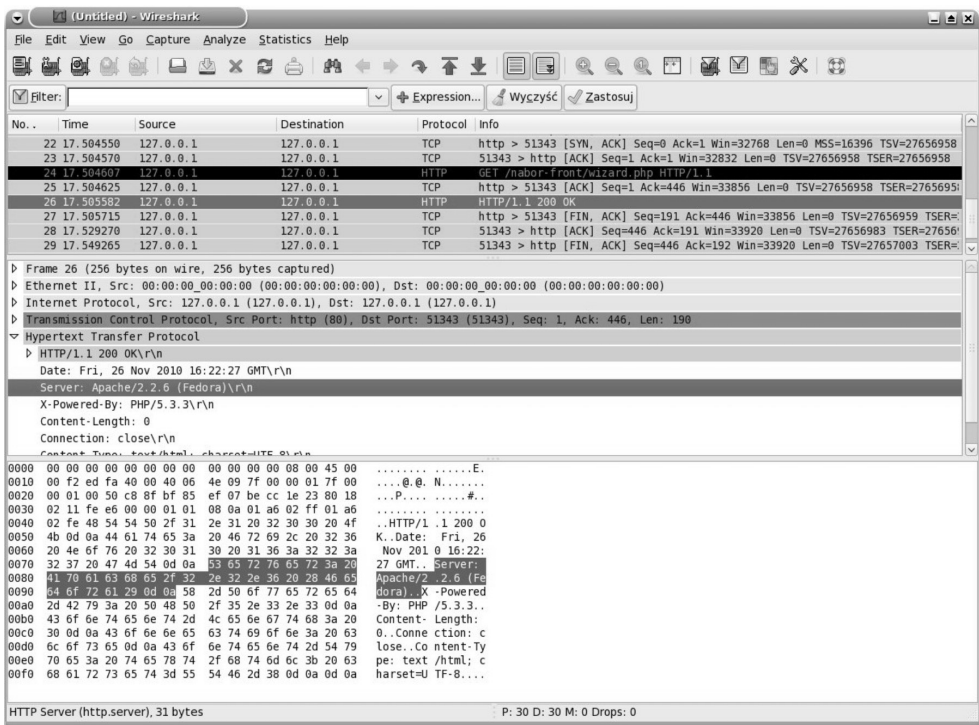 (Untitled) - Wireshark
File Edit View Go Capture Analyze Statistics Help
Filter: Expression... Wyczyść Zastosuj
No. . Time Source Destination Protocol Info
22 17.504550 127.0.0.1 127.0.0.1 TCP http > 51343 [SYN, ACK] Seq=0 Ack=1 Win=32768 Len=0 MSS=16396 TSV=27656958
23 17.504570 127.0.0.1 127.0.0.1 TCP 51343 > http [ACK] Seq=1 Ack=1 Win=32832 Len=0 TSV=27656958 TSER=27656958
24 17.504607 127.0.0.1 127.0.0.1 HTTP GET /nabor-front/wizard.php HTTP/1.1
25 17.504625 127.0.0.1 127.0.0.1 TCP http > 51343 [ACK] Seq=1 Ack=446 Win=33856 Len=0 TSV=27656958 TSER=2765695
26 17.505582 127.0.0.1 127.0.0.1 HTTP HTTP/1.1 200 OK
27 17.505715 127.0.0.1 127.0.0.1 TCP http > 51343 [FIN, ACK] Seq=191 Ack=446 Win=33856 Len=0 TSV=27656959 TSER=
28 17.529270 127.0.0.1 127.0.0.1 TCP 51343 > http [ACK] Seq=446 Ack=191 Win=33920 Len=0 TSV=27656983 TSER=27656
29 17.549265 127.0.0.1 127.0.0.1 TCP 51343 > http [FIN, ACK] Seq=446 Ack=192 Win=33920 Len=0 TSV=27657003 TSER=
Frame 26 (256 bytes on wire, 256 bytes captured)
Ethernet II, Src: 00:00:00_00:00:00 (00:00:00:00:00:00), Dst: 00:00:00_00:00:00 (00:00:00:00:00:00)
Internet Protocol, Src: 127.0.0.1 (127.0.0.1), Dst: 127.0.0.1 (127.0.0.1)
Transmission Control Protocol, Src Port: http (80), Dst Port: 51343 (51343), Seq: 1, Ack: 446, Len: 190
Hypertext Transfer Protocol
HTTP/1.1 200 OK\r\n
Date: Fri, 26 Nov 2010 16:22:27 GMT\r\n
Server: Apache/2.2.6 (Fedora)\r\n
X-Powered-By: PHP/5.3.3\r\n
Content-Length: 0
Connection: close\r\n
Content-Type: text/html; charset=UTF-8\r\n
0000 00 00 00 00 00 00 00 00 00 00 00 00 08 00 45 00 ........ ......E.
0010 00 f2 ed fa 40 00 40 06 4e 09 7f 00 00 01 7f 00 ....@.@. N.......
0020 00 01 00 50 c8 8f bf 85 ef 07 be cc 1e 23 80 18 ...P.... .....#..
0030 02 11 fe e6 00 00 01 01 08 0a 01 a6 02 ff 01 a6 ........ ........
0040 02 fe 48 54 54 50 2f 31 2e 31 20 32 30 30 20 4f ..HTTP/1 .1 200 O
0050 4b 0d 0a 44 61 74 65 3a 20 46 72 69 2c 20 32 36 K..Date: Fri, 26
0060 20 4e 6f 76 20 32 30 31 30 20 31 36 3a 32 32 3a Nov 201 0 16:22:
0070 32 37 20 47 4d 54 0d 0a 53 65 72 76 65 72 3a 20 27 GMT.. Server:
0080 41 70 61 63 68 65 2f 32 2e 32 2e 36 20 28 46 65 Apache/2 .2.6 (Fe
0090 64 6f 72 61 29 0d 0a 58 2d 50 6f 77 65 72 65 64 dora)..X -Powered
00a0 2d 42 79 3a 20 50 48 50 2f 35 2e 33 2e 33 0d 0a -By: PHP /5.3.3..
00b0 43 6f 6e 74 65 6e 74 2d 4c 65 6e 67 74 68 3a 20 Content- Length:
00c0 30 0d 0a 43 6f 6e 6e 65 63 74 69 6f 6e 3a 20 63 0..Conne ction: c
00d0 6c 6f 73 65 0d 0a 43 6f 6e 74 65 6e 74 2d 54 79 lose..Co ntent-Ty
00e0 70 65 3a 20 74 65 78 74 2f 68 74 6d 6c 3b 20 63 pe: text /html; c
00f0 68 61 72 73 65 74 3d 55 54 46 2d 38 0d 0a 0d 0a harset=U TF-8....
HTTP Server (http.server), 31 bytes P: 30 D: 30 M: 0 Drops: 0